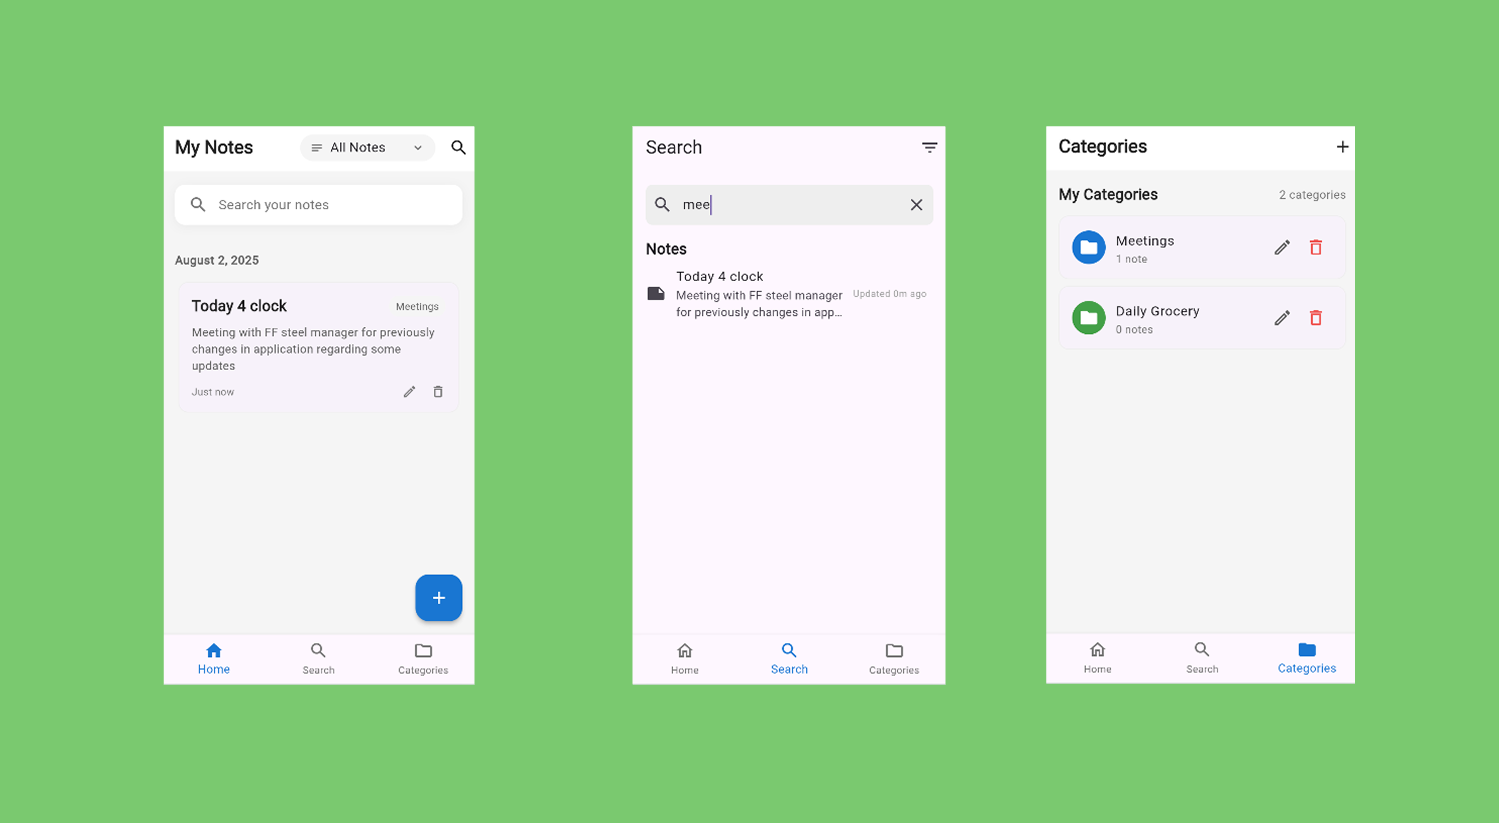 My Notes
All Notes
Search your notes
August 2, 2025
Today 4 clock
Meetings
Meeting with FF steel manager for previously
changes in application regarding some
updates
Just now
Home
Search
Categories
Search
mee
Notes
Today 4 clock
Meeting with FF steel manager
for previously changes in app...
Updated 0m ago
Home
Search
Categories
Categories
My Categories
2 categories
Meetings
1 note
Daily Grocery
0 notes
Home
Search
Categories